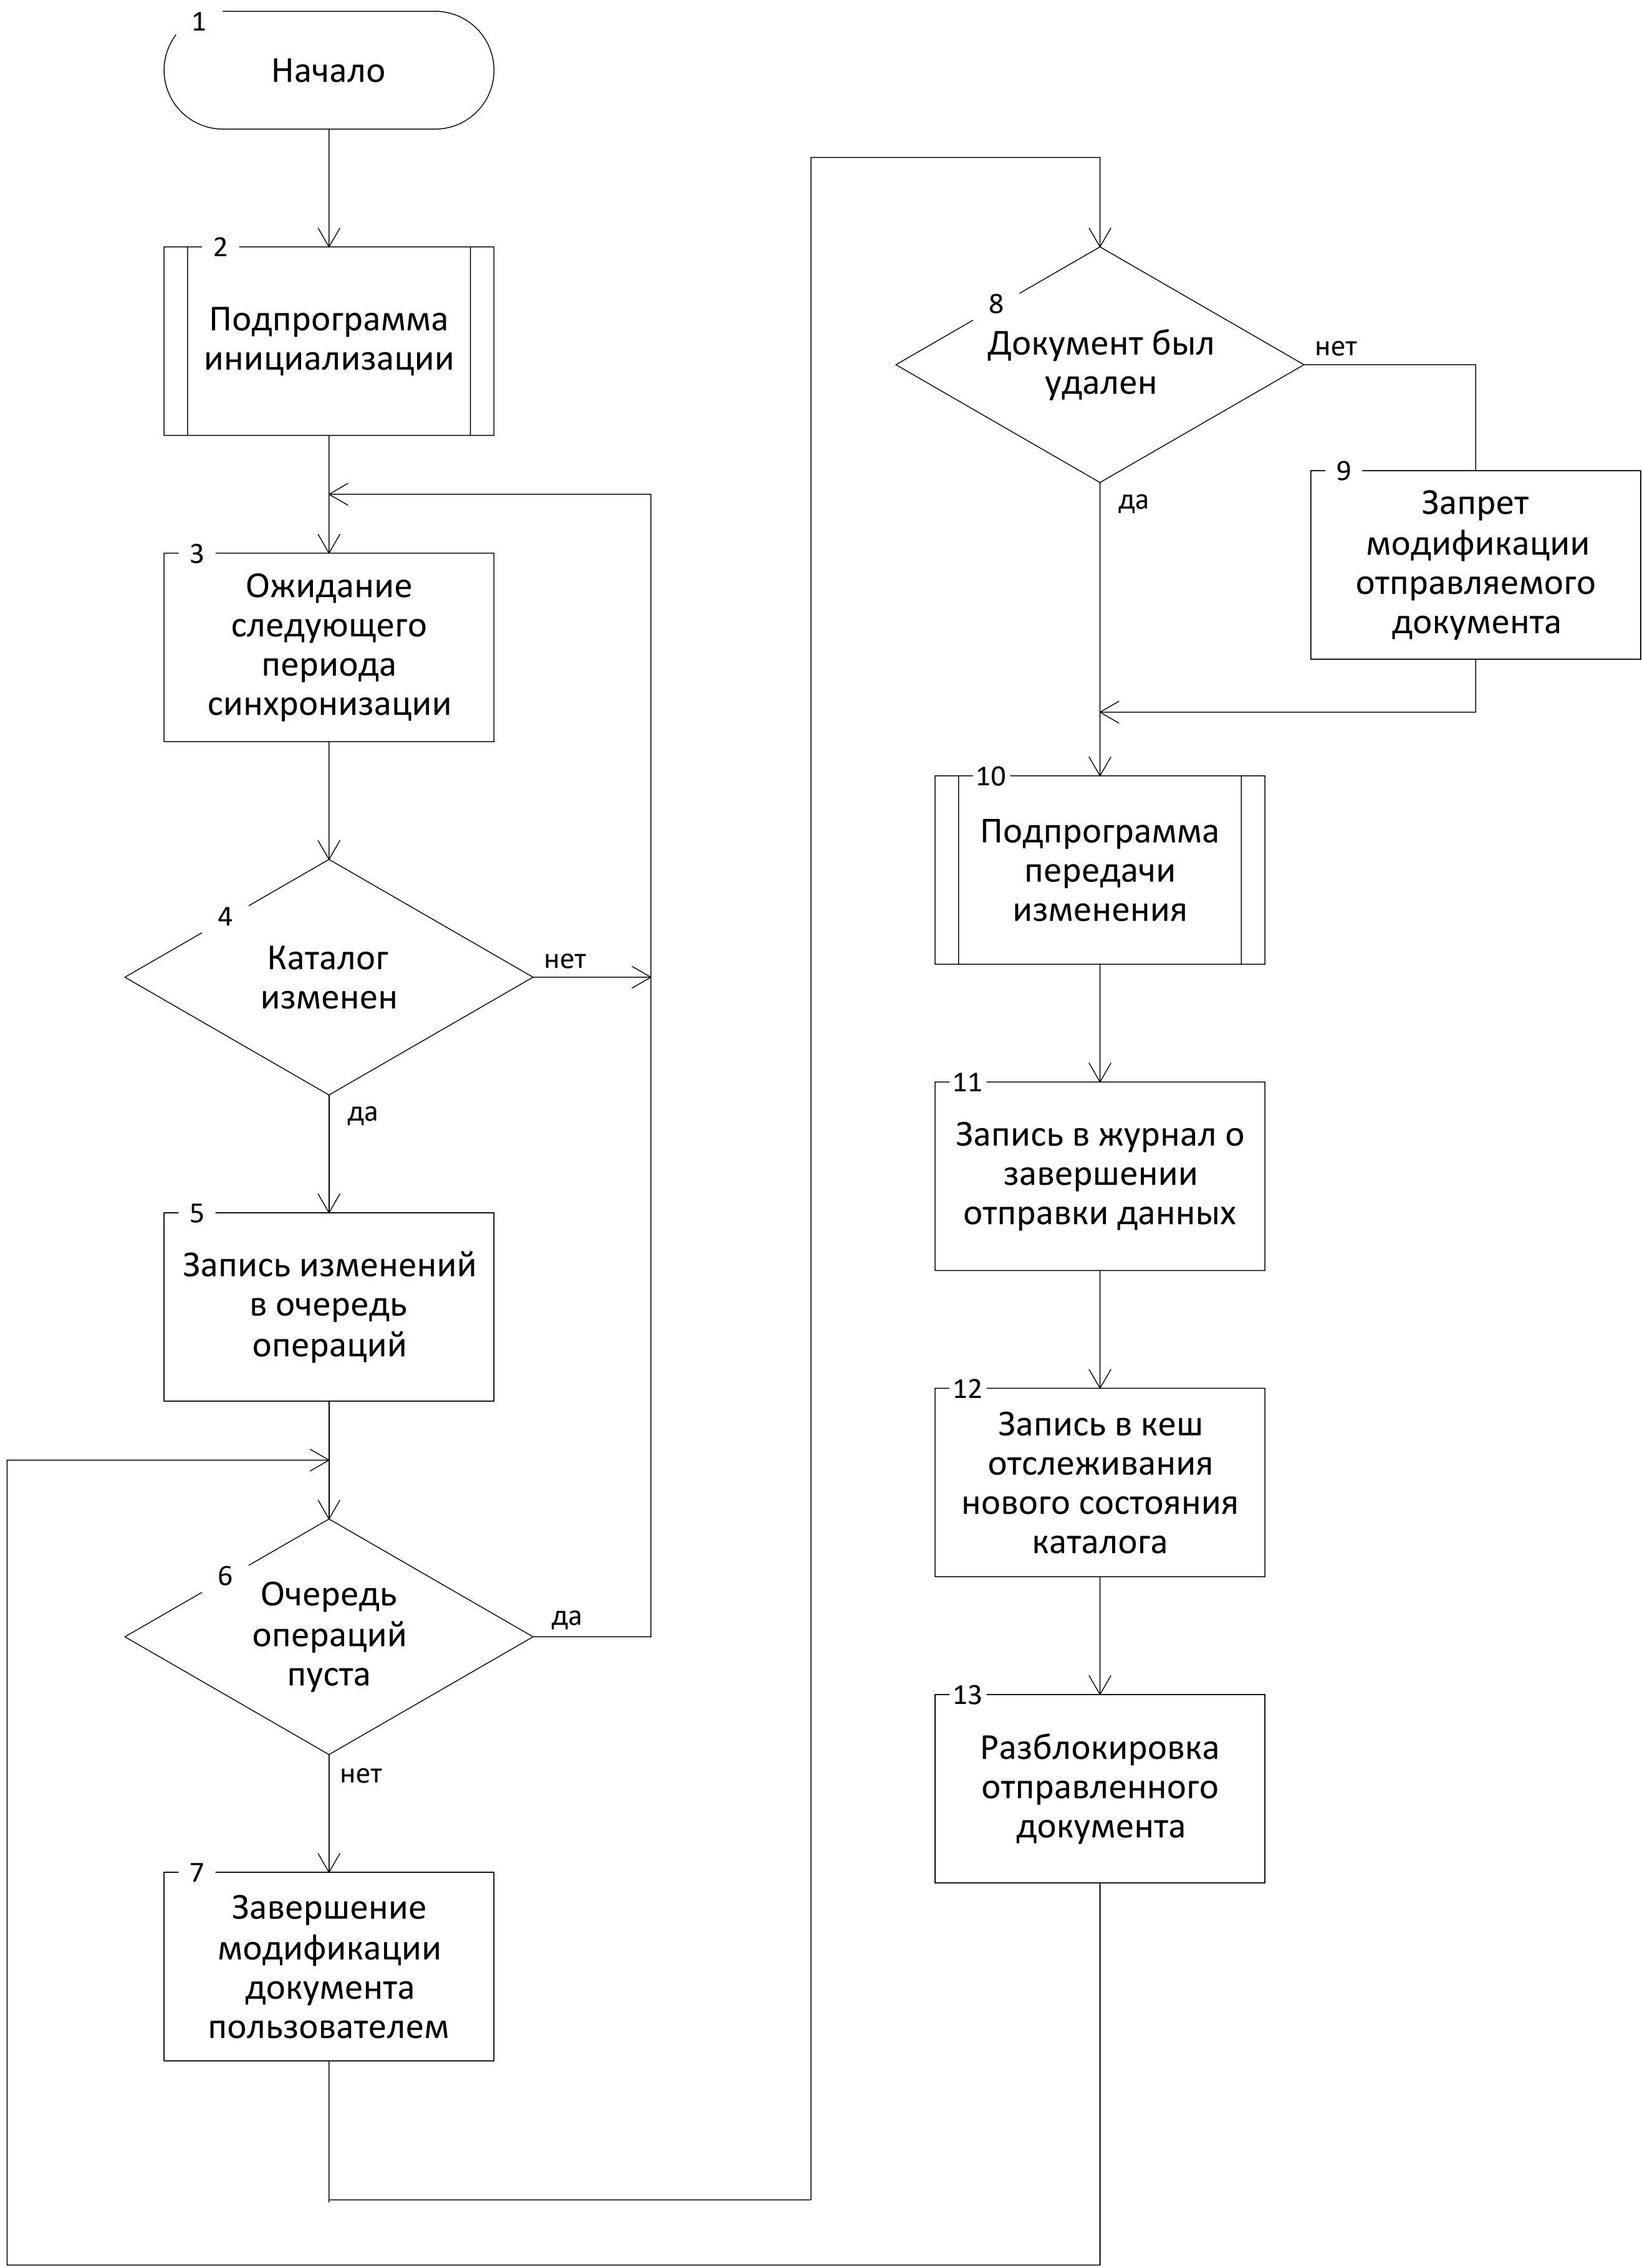 1
Начало
2
Подпрограмма
инициализации
3
Ожидание
следующего
периода
синхронизации
4
Каталог
изменен
нет
да
5
Запись изменений
в очередь
операций
6
Очередь
операций
пуста
да
нет
7
Завершение
модификации
документа
пользователем
8
Документ был
удален
нет
да
9
Запрет
модификации
отправляемого
документа
10
Подпрограмма
передачи
изменения
11
Запись в журнал о
завершении
отправки данных
12
Запись в кеш
отслеживания
нового состояния
каталога
13
Разблокировка
отправленного
документа